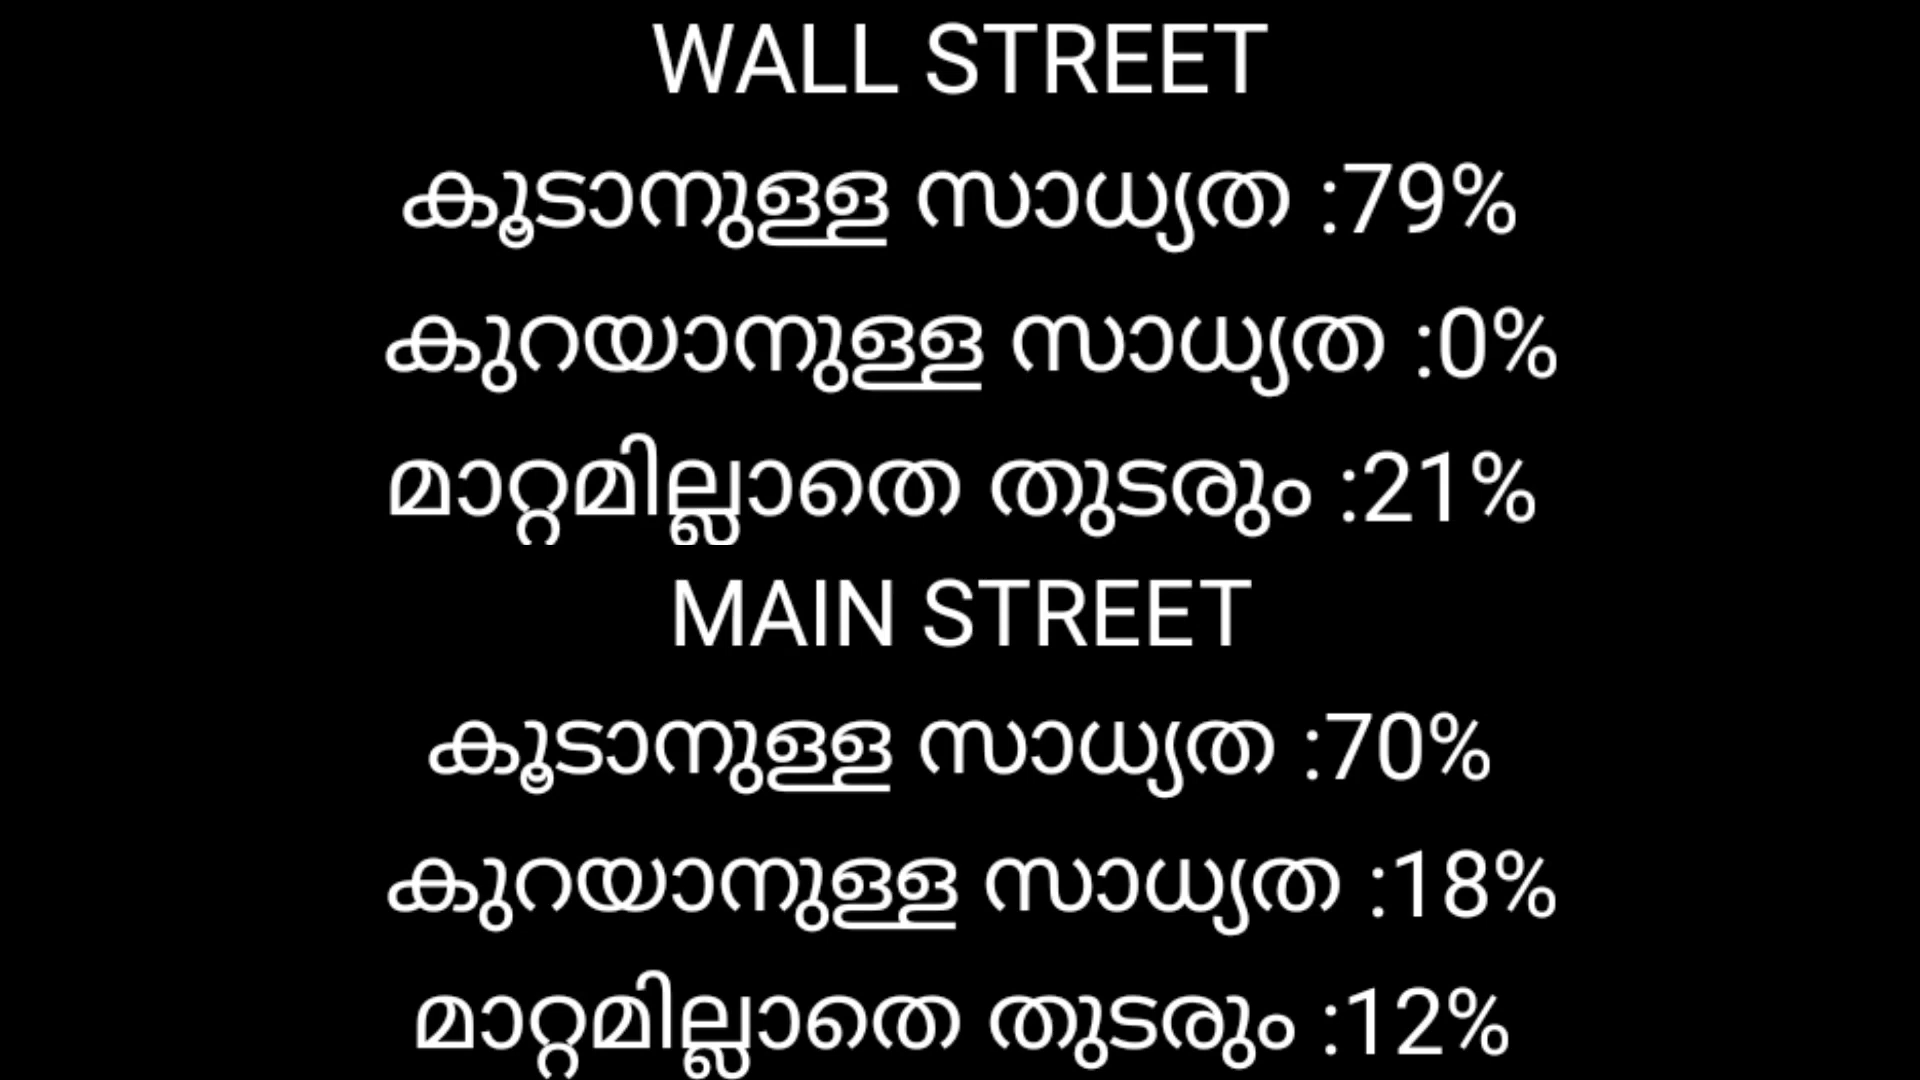 WALL STREET
കൂടാനുള്ള സാധ്യത :79%
കുറയാനുള്ള സാധ്യത :0%
മാറ്റമില്ലാതെ തുടരും :21%
MAIN STREET
കൂടാനുള്ള സാധ്യത :70%
കുറയാനുള്ള സാധ്യത :18%
മാറ്റമില്ലാതെ തുടരും :12%